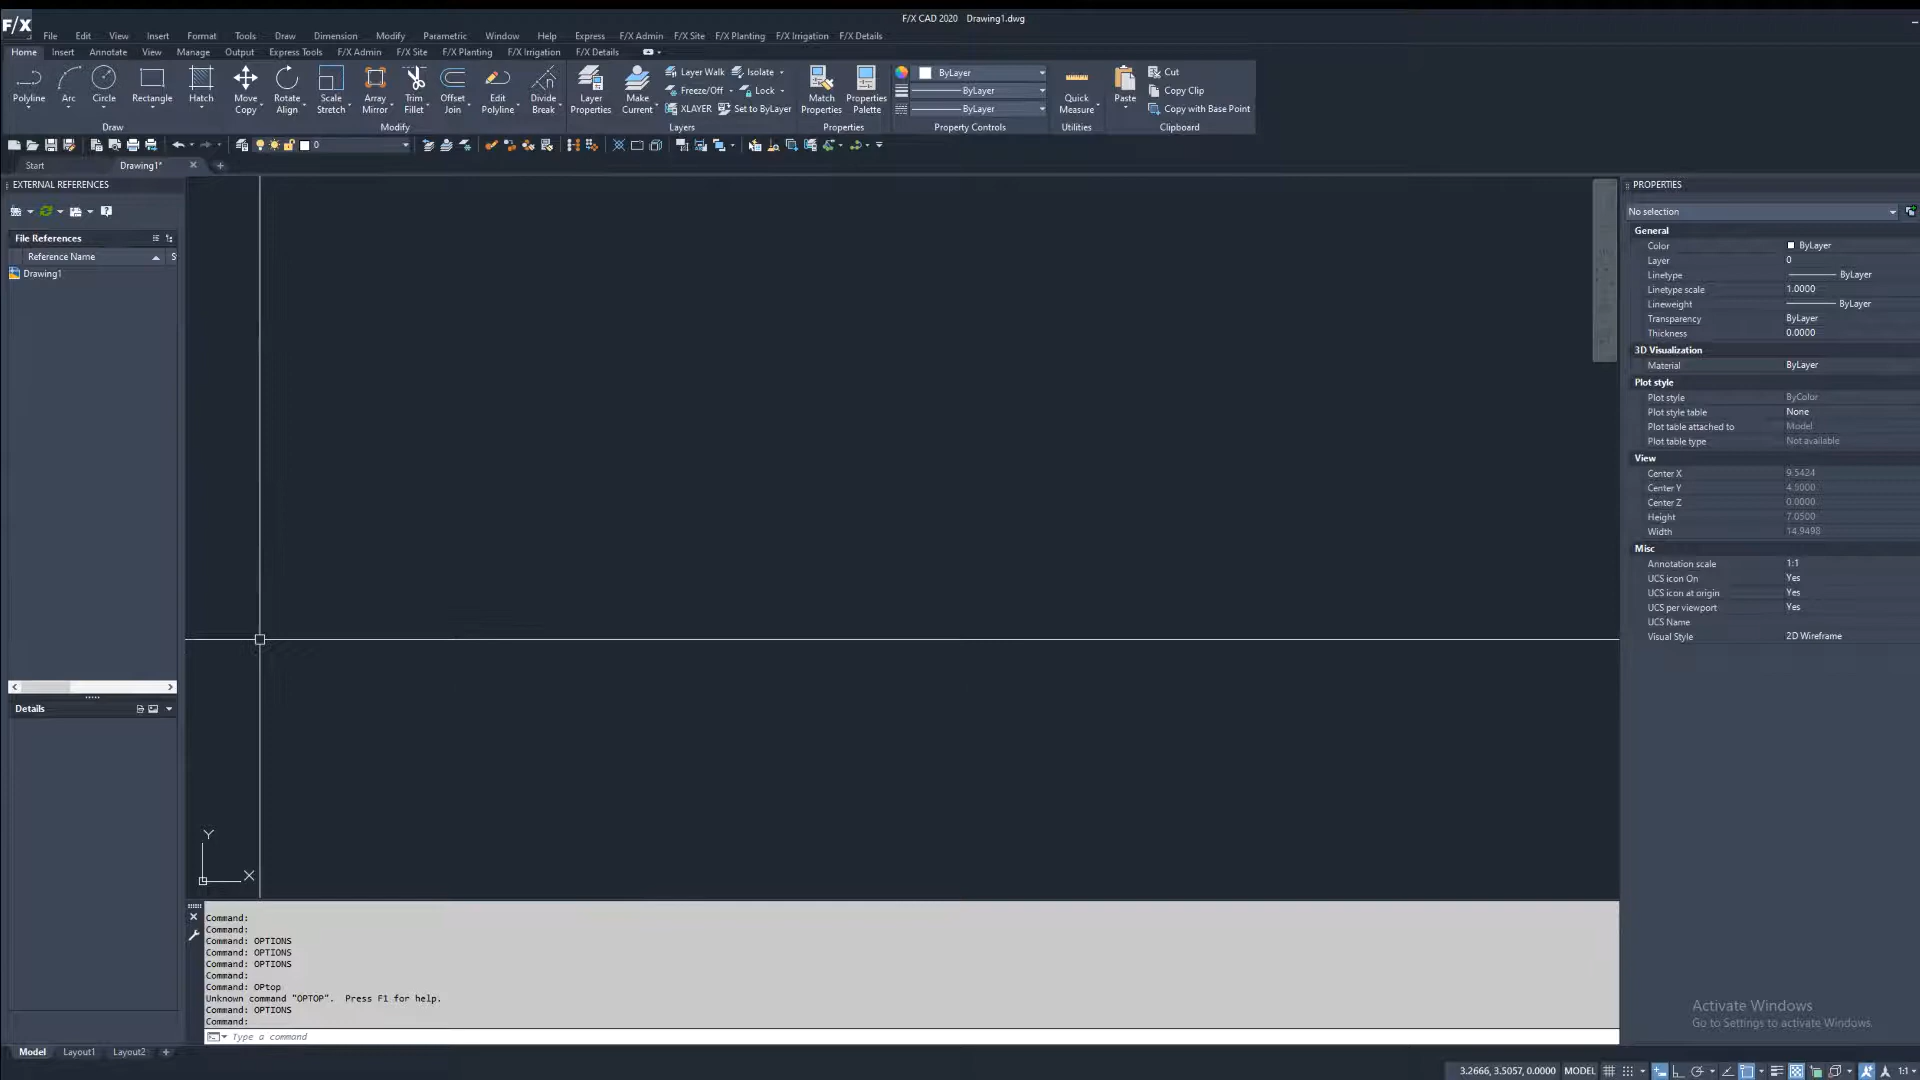 F/X
F/X CAD 2020 Drawing1.dwg
File Edit View Insert Format Tools Draw Dimension Modify Parametric Window Help Express F/X Admin F/X Site F/X Planting F/X Irrigation F/X Details
Home Insert Annotate View Manage Output Express Tools F/X Admin F/X Site F/X Planting F/X Irrigation F/X Details
Polyline Arc Circle Rectangle Hatch
Draw
Move Copy Rotate Align Scale Stretch Array Mirror Trim Fillet Offset Join Edit Polyline Divide Break
Modify
Layer Properties Make Current
Layer Walk Isolate
Freeze/Off Lock
XLAYER Set to ByLayer
Layers
Match Properties Properties Palette
Properties
ByLayer
ByLayer
ByLayer
Property Controls
Quick Measure
Utilities
Paste
Cut
Copy Clip
Copy with Base Point
Clipboard
0
Start Drawing1*
EXTERNAL REFERENCES
File References
Reference Name S
Drawing1
Details
Y
X
PROPERTIES
No selection
General
Color ByLayer
Layer 0
Linetype ByLayer
Linetype scale 1.0000
Lineweight ByLayer
Transparency ByLayer
Thickness 0.0000
3D Visualization
Material ByLayer
Plot style
Plot style ByColor
Plot style table None
Plot table attached to Model
Plot table type Not available
View
Center X 9.5424
Center Y 4.5000
Center Z 0.0000
Height 7.0500
Width 14.9498
Misc
Annotation scale 1:1
UCS icon On Yes
UCS icon at origin Yes
UCS per viewport Yes
UCS Name
Visual Style 2D Wireframe
Command:
Command:
Command: OPTIONS
Command: OPTIONS
Command: OPTIONS
Command:
Command: OPtop
Unknown command "OPTOP". Press F1 for help.
Command: OPTIONS
Command:
Type a command
Activate Windows
Go to Settings to activate Windows.
Model Layout1 Layout2
3.2666, 3.5057, 0.0000 MODEL 1:1